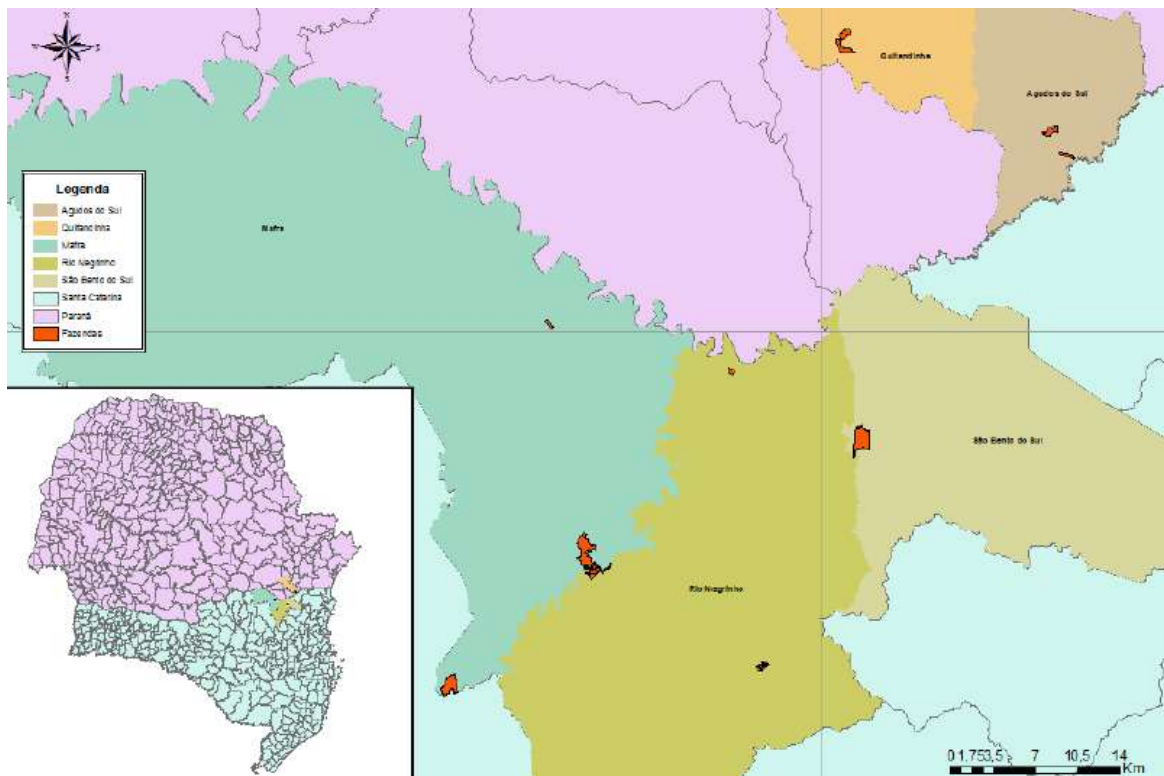 N
Quitandinha
Agudos do Sul
Legenda
Agudos do Sul
Quitandinha
Mafra
Rio Negrinho
São Bento do Sul
Santa Catarina
Paraná
Fazendas
Mafra
São Bento do Sul
Rio Negrinho
0 1,753,5 7 10,5 14
Km